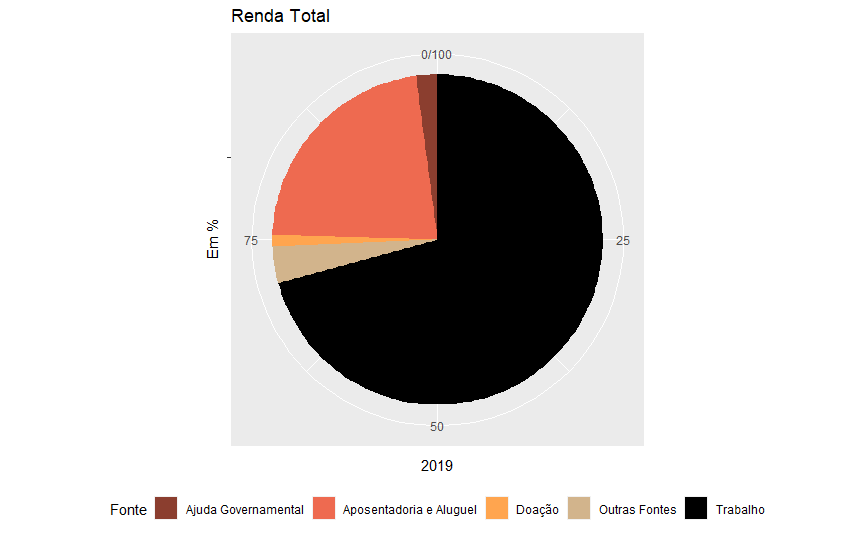 Renda Total
0/100
75
25
Em %
50
2019
Fonte Ajuda Governamental Aposentadoria e Aluguel Doação Outras Fontes Trabalho